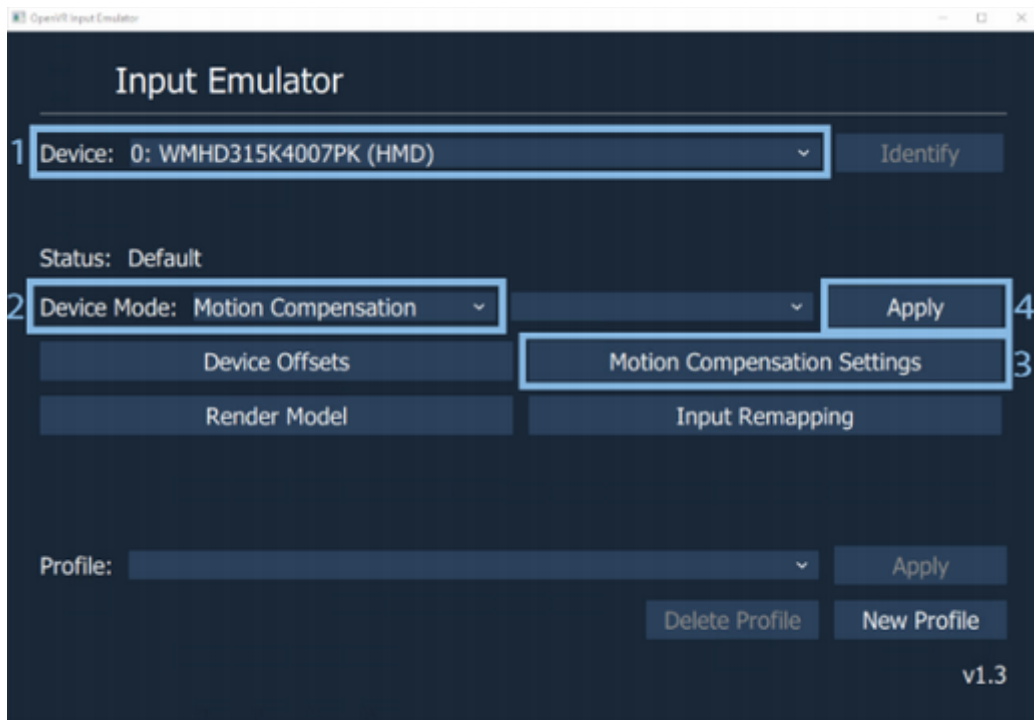 OpenVR Input Emulator
Input Emulator
1 Device: 0: WMHD315K4007PK (HMD) Identify
Status: Default
2 Device Mode: Motion Compensation Apply 4
Device Offsets Motion Compensation Settings 3
Render Model Input Remapping
Profile: Apply
Delete Profile New Profile
v1.3